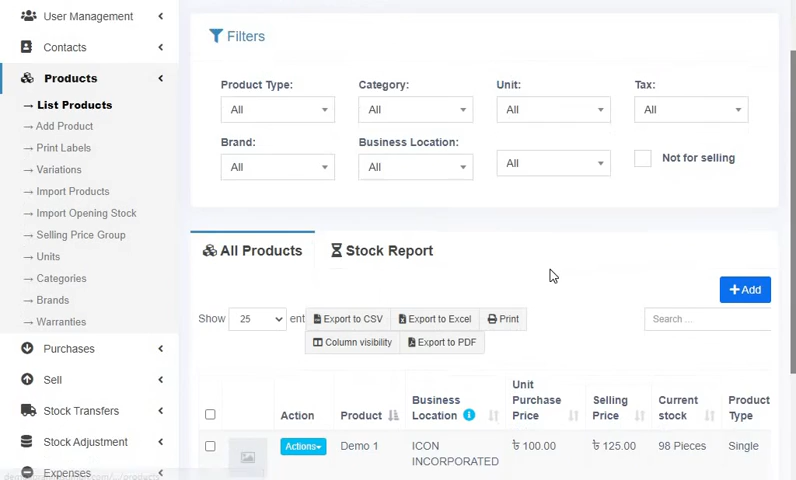 User Management
Contacts
Products
→ List Products
→ Add Product
→ Print Labels
→ Variations
→ Import Products
→ Import Opening Stock
→ Selling Price Group
→ Units
→ Categories
→ Brands
→ Warranties
Purchases
Sell
Stock Transfers
Stock Adjustment
Expenses
Filters
Product Type: Category: Unit: Tax:
All All All All
Brand: Business Location:
All All All Not for selling
All Products Stock Report
+ Add
Show 25 ent Export to CSV Export to Excel Print Search ...
Column visibility Export to PDF
Action Product Business Location Unit Purchase Price Selling Price Current stock Product Type
Actions Demo 1 ICON INCORPORATED ৳ 100.00 ৳ 125.00 98 Pieces Single